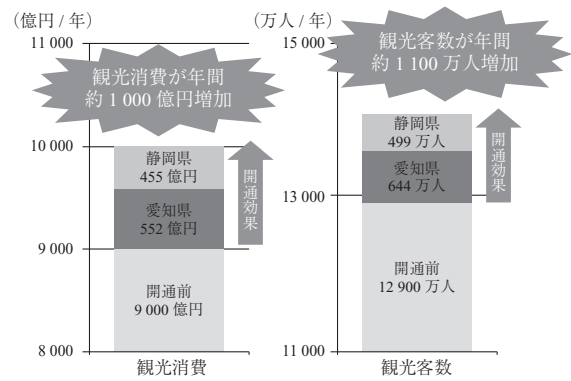 （億円 / 年）
11 000
観光消費が年間
約 1 000 億円増加
10 000
静岡県
455 億円
愛知県
552 億円
開通効果
9 000
開通前
9 000 億円
8 000
観光消費
（万人 / 年）
15 000
観光客数が年間
約 1 100 万人増加
静岡県
499 万人
愛知県
644 万人
開通効果
13 000
開通前
12 900 万人
11 000
観光客数